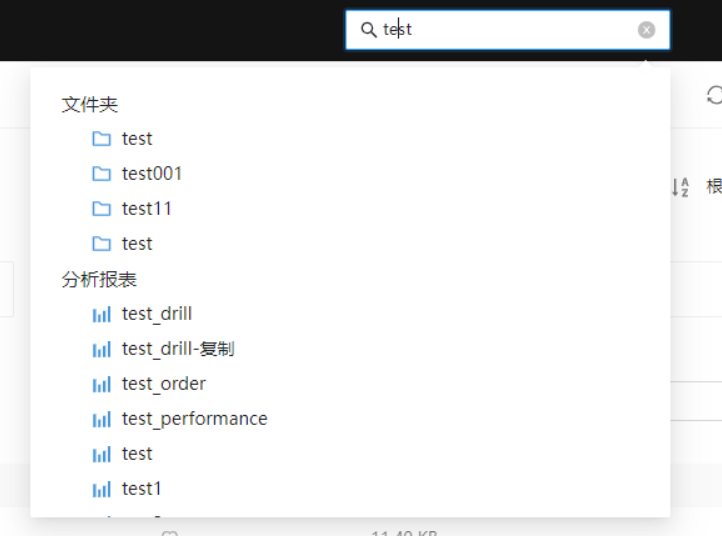 test
文件夹
test
test001
test11
test
根
分析报表
test_drill
test_drill-复制
test_order
test_performance
test
test1